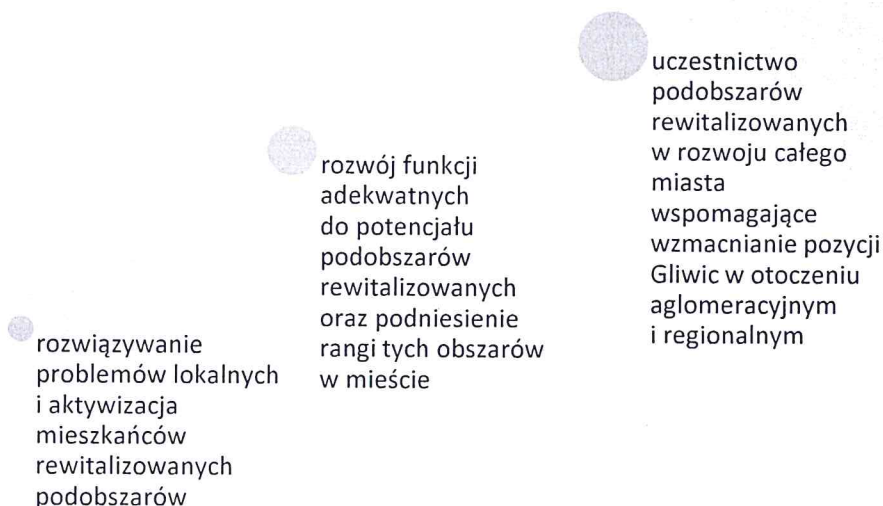 rozwiązywanie
problemów lokalnych
i aktywizacja
mieszkańców
rewitalizowanych
podobszarów
rozwój funkcji
adekwatnych
do potencjału
podobszarów
rewitalizowanych
oraz podniesienie
rangi tych obszarów
w mieście
uczestnictwo
podobszarów
rewitalizowanych
w rozwoju całego
miasta
wspomagające
wzmacnianie pozycji
Gliwic w otoczeniu
aglomeracyjnym
i regionalnym